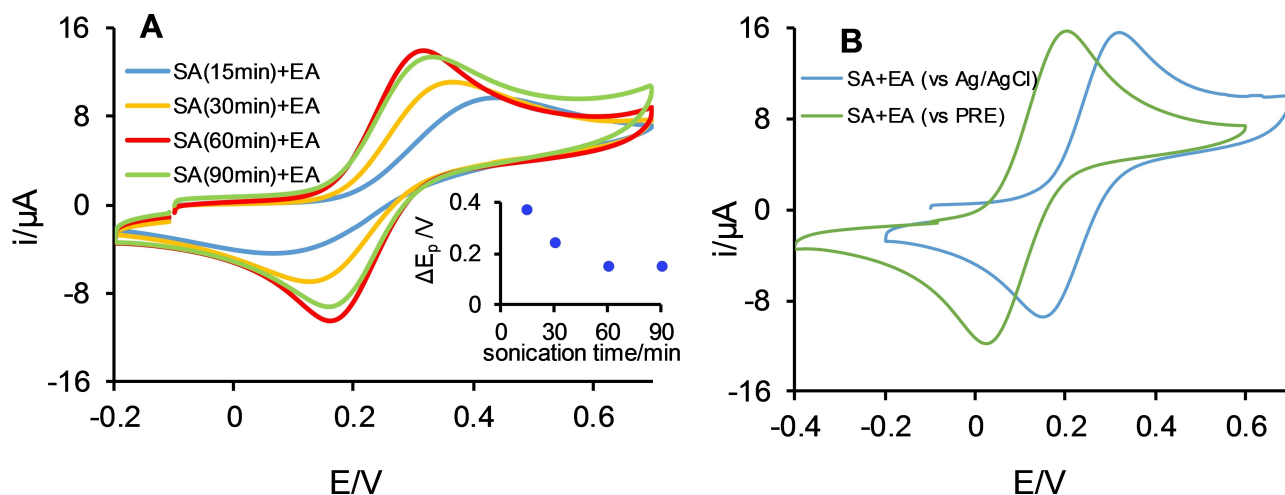 A
16
8
0
-8
-16
i/µA
SA(15min)+EA
SA(30min)+EA
SA(60min)+EA
SA(90min)+EA
ΔEp /V
0.4
0.2
0
0 30 60 90
sonication time/min
-0.2 0 0.2 0.4 0.6
E/V
B
16
8
0
-8
-16
i/µA
SA+EA (vs Ag/AgCl)
SA+EA (vs PRE)
-0.4 -0.2 0 0.2 0.4 0.6
E/V